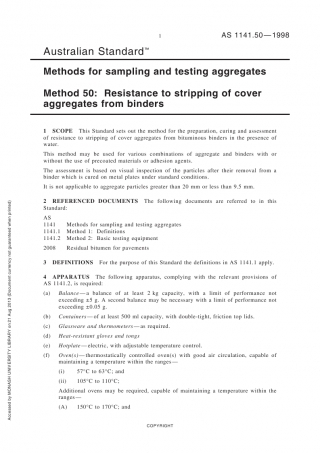 1
AS 1141.50—1998
Australian Standard™
Methods for sampling and testing aggregates
Method 50: Resistance to stripping of cover
aggregates from binders
1 SCOPE This Standard sets out the method for the preparation, curing and assessment
of resistance to stripping of cover aggregates from bituminous binders in the presence of
water.
This method may be used for various combinations of aggregate and binders with or
without the use of precoated materials or adhesion agents.
The assessment is based on visual inspection of the particles after their removal from a
binder which is cured on metal plates under standard conditions.
It is not applicable to aggregate particles greater than 20 mm or less than 9.5 mm.
2 REFERENCED DOCUMENTS The following documents are referred to in this
Standard:
AS
1141 Methods for sampling and testing aggregates
1141.1 Method 1: Definitions
1141.2 Method 2: Basic testing equipment
2008 Residual bitumen for pavements
3 DEFINITIONS For the purpose of this Standard the definitions in AS 1141.1 apply.
4 APPARATUS The following apparatus, complying with the relevant provisions of
AS 1141.2, is required:
(a) Balance—a balance of at least 2 kg capacity, with a limit of performance not
exceeding ±5 g. A second balance may be necessary with a limit of performance
exceeding ±0.05 g.
(b) Containers—of at least 500 ml capacity, with double-tight, friction top lids.
(c) Glassware and thermometers—as required.
(d) Heat-resistant gloves and tongs
(e) Hotplate—electric, with adjustable temperature control.
(f) Oven(s)—thermostatically controlled oven(s) with good air circulation, capable of
maintaining a temperature within the ranges—
(i) 57°C to 63°C; and
(ii) 105°C to 110°C;
Additional ovens may be required, capable of maintaining a temperature within the
ranges—
(A) 150°C to 170°C; and
COPYRIGHT
Accessed by MONASH UNIVERSITY LIBRARY on 21 Aug 2013 (Document currency not guaranteed when printed)